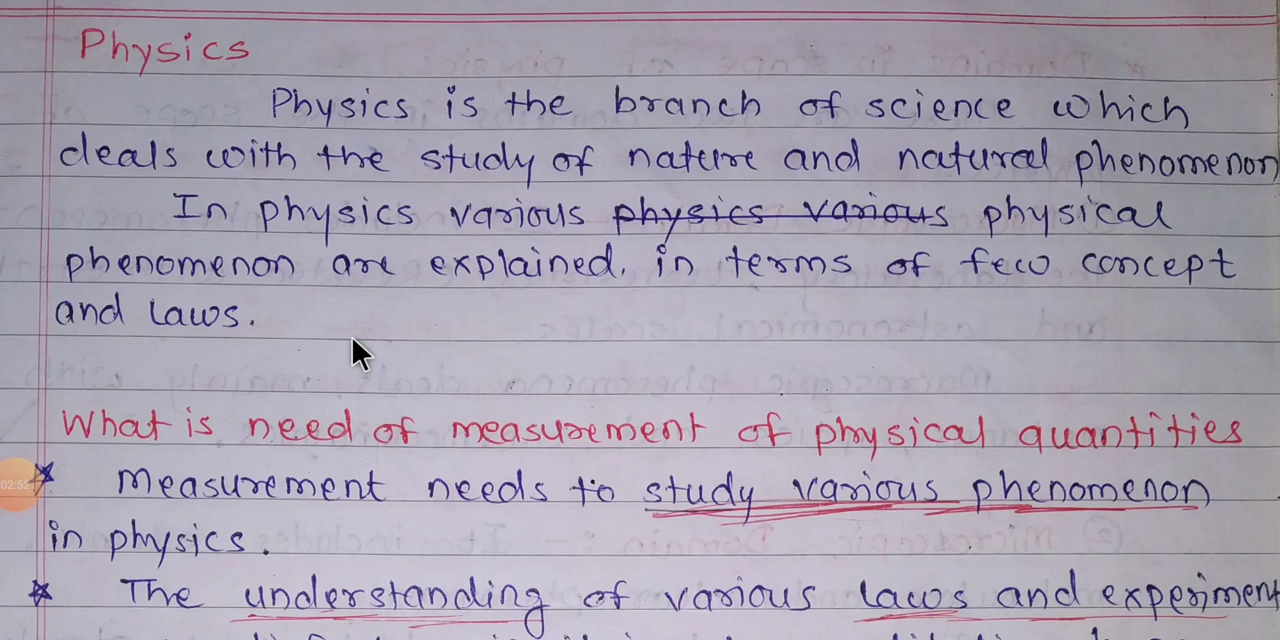 Physics
Physics is the branch of science which
deals with the study of nature and natural phenomenon
In physics various physics various physical
phenomenon are explained. in terms of few concept
and laws.
What is need of measurement of physical quantities
* Measurement needs to study various phenomenon
02:52
in physics.
* The understanding of various laws and experiment